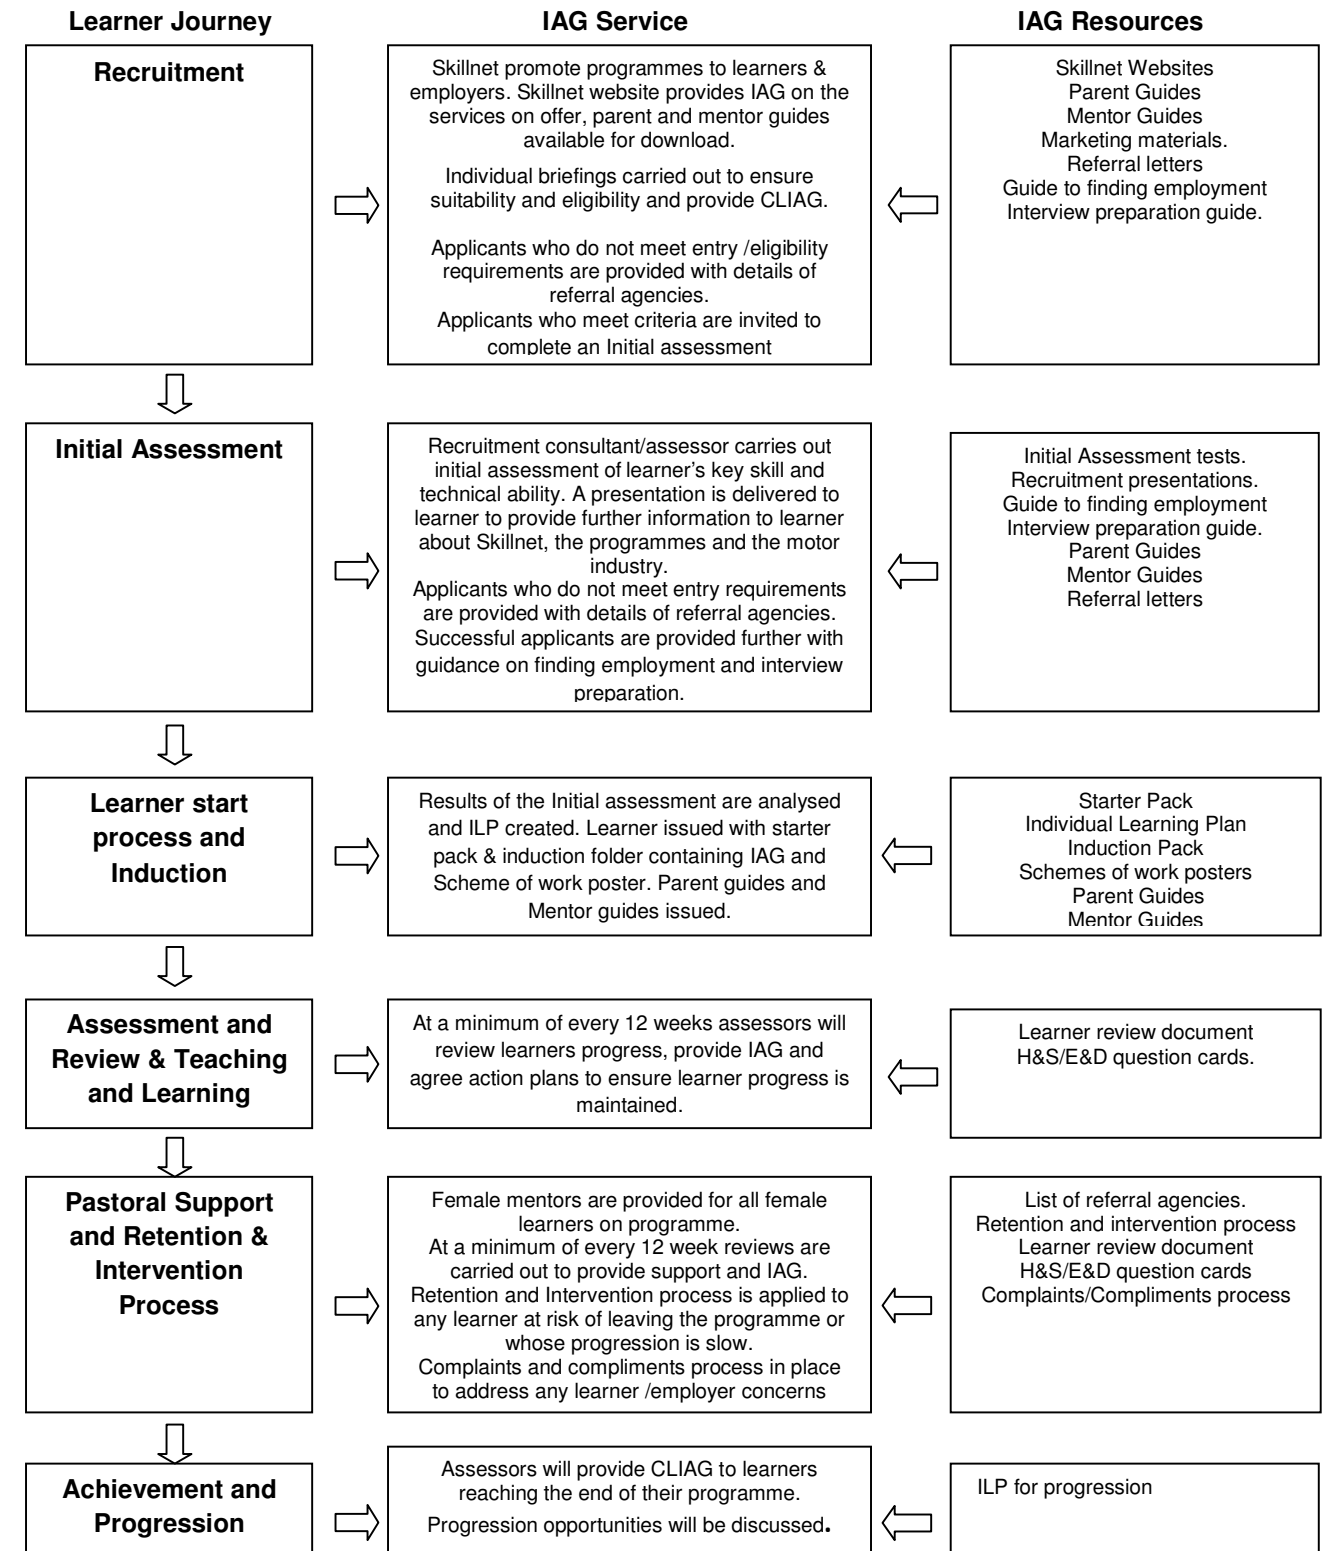 Learner Journey
IAG Service
IAG Resources
Recruitment
Skillnet promote programmes to learners &
employers. Skillnet website provides IAG on the
services on offer, parent and mentor guides
available for download.
Individual briefings carried out to ensure
suitability and eligibility and provide CLIAG.
Applicants who do not meet entry /eligibility
requirements are provided with details of
referral agencies.
Applicants who meet criteria are invited to
complete an Initial assessment
Skillnet Websites
Parent Guides
Mentor Guides
Marketing materials.
Referral letters
Guide to finding employment
Interview preparation guide.
Initial Assessment
Recruitment consultant/assessor carries out
initial assessment of learner's key skill and
technical ability. A presentation is delivered to
learner to provide further information to learner
about Skillnet, the programmes and the motor
industry.
Applicants who do not meet entry requirements
are provided with details of referral agencies.
Successful applicants are provided further with
guidance on finding employment and interview
preparation.
Initial Assessment tests.
Recruitment presentations.
Guide to finding employment
Interview preparation guide.
Parent Guides
Mentor Guides
Referral letters
Learner start
process and
Induction
Results of the Initial assessment are analysed
and ILP created. Learner issued with starter
pack & induction folder containing IAG and
Scheme of work poster. Parent guides and
Mentor guides issued.
Starter Pack
Individual Learning Plan
Induction Pack
Schemes of work posters
Parent Guides
Mentor Guides
Assessment and
Review & Teaching
and Learning
At a minimum of every 12 weeks assessors will
review learners progress, provide IAG and
agree action plans to ensure learner progress is
maintained.
Learner review document
H&S/E&D question cards.
Pastoral Support
and Retention &
Intervention
Process
Female mentors are provided for all female
learners on programme.
At a minimum of every 12 week reviews are
carried out to provide support and IAG.
Retention and Intervention process is applied to
any learner at risk of leaving the programme or
whose progression is slow.
Complaints and compliments process in place
to address any learner /employer concerns
List of referral agencies.
Retention and intervention process
Learner review document
H&S/E&D question cards
Complaints/Compliments process
Achievement and
Progression
Assessors will provide CLIAG to learners
reaching the end of their programme.
Progression opportunities will be discussed.
ILP for progression